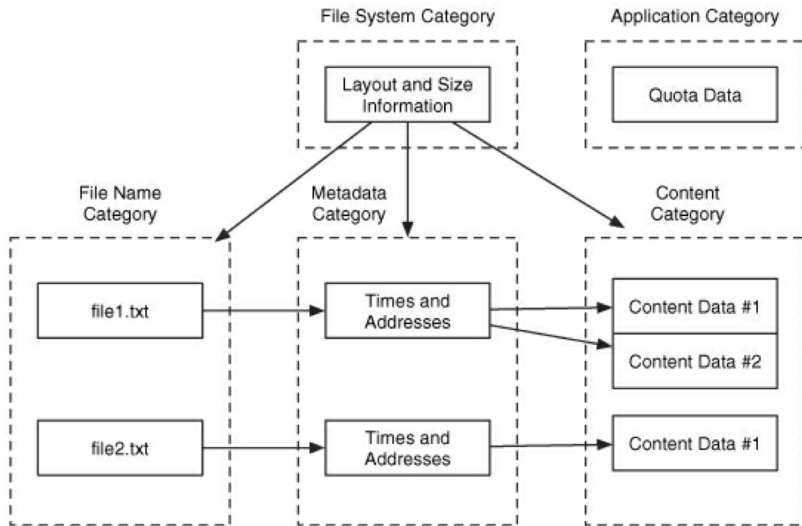 File System Category
Application Category
Layout and Size
Information
Quota Data
File Name
Category
Metadata
Category
Content
Category
file1.txt
Times and
Addresses
Content Data #1
Content Data #2
file2.txt
Times and
Addresses
Content Data #1